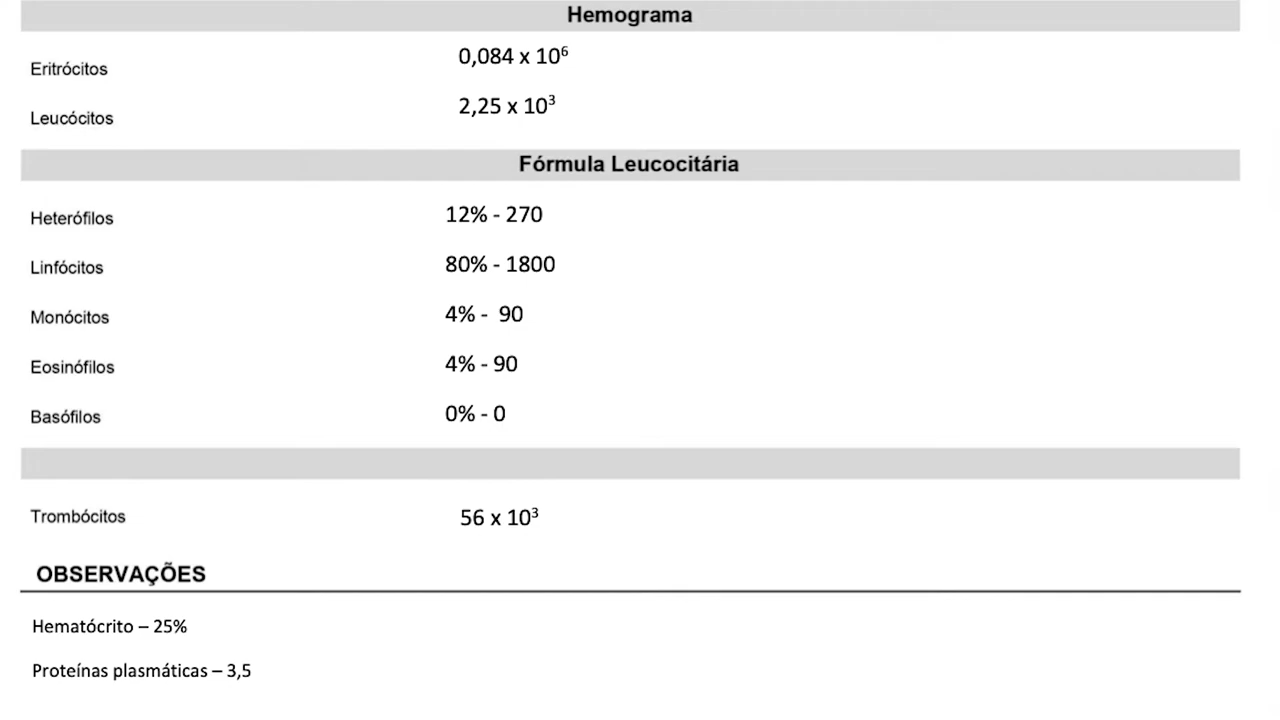 Hemograma
Eritrócitos 0,084 x 10⁶
Leucócitos 2,25 x 10³
Fórmula Leucocitária
Heterófilos 12% - 270
Linfócitos 80% - 1800
Monócitos 4% - 90
Eosinófilos 4% - 90
Basófilos 0% - 0
Trombócitos 56 x 10³
OBSERVAÇÕES
Hematócrito – 25%
Proteínas plasmáticas – 3,5